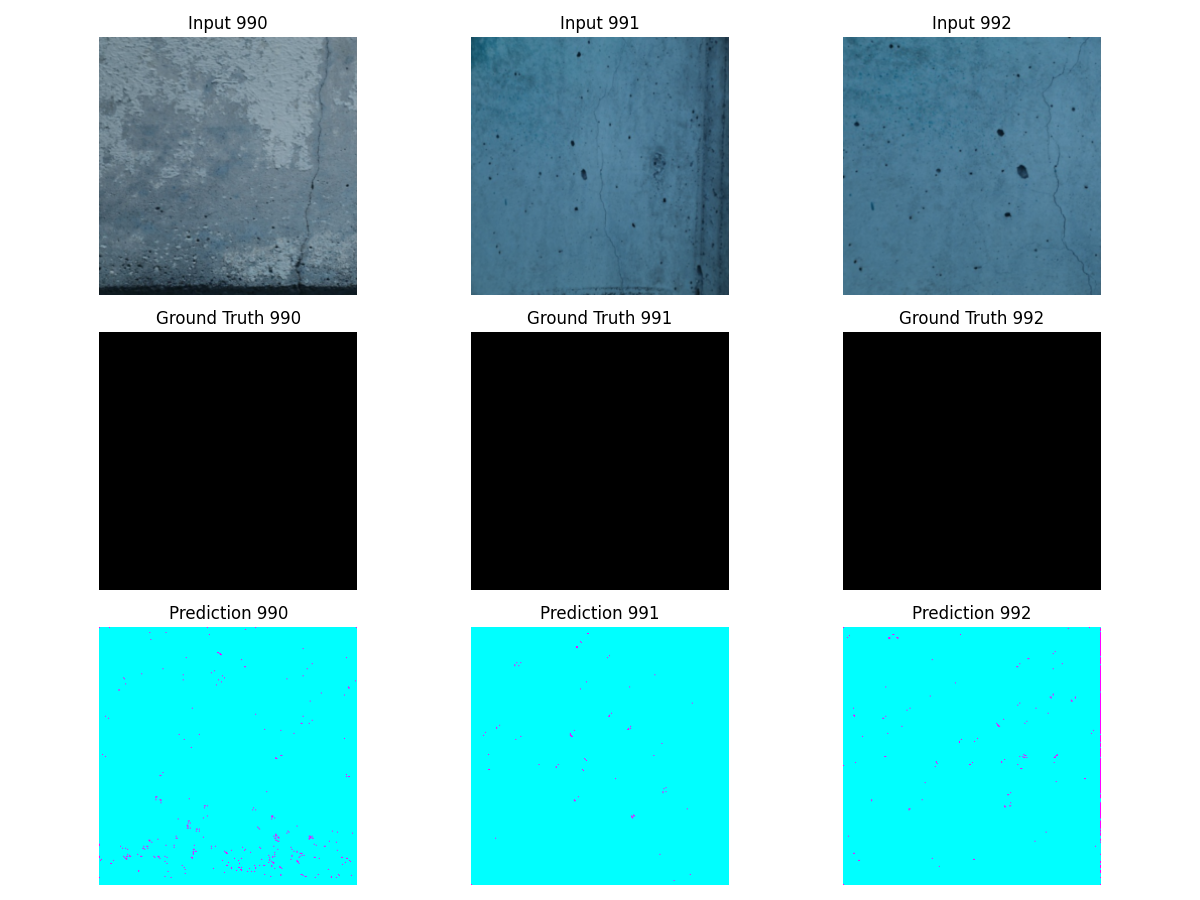 Input 990
Input 991
Input 992
Ground Truth 990
Ground Truth 991
Ground Truth 992
Prediction 990
Prediction 991
Prediction 992